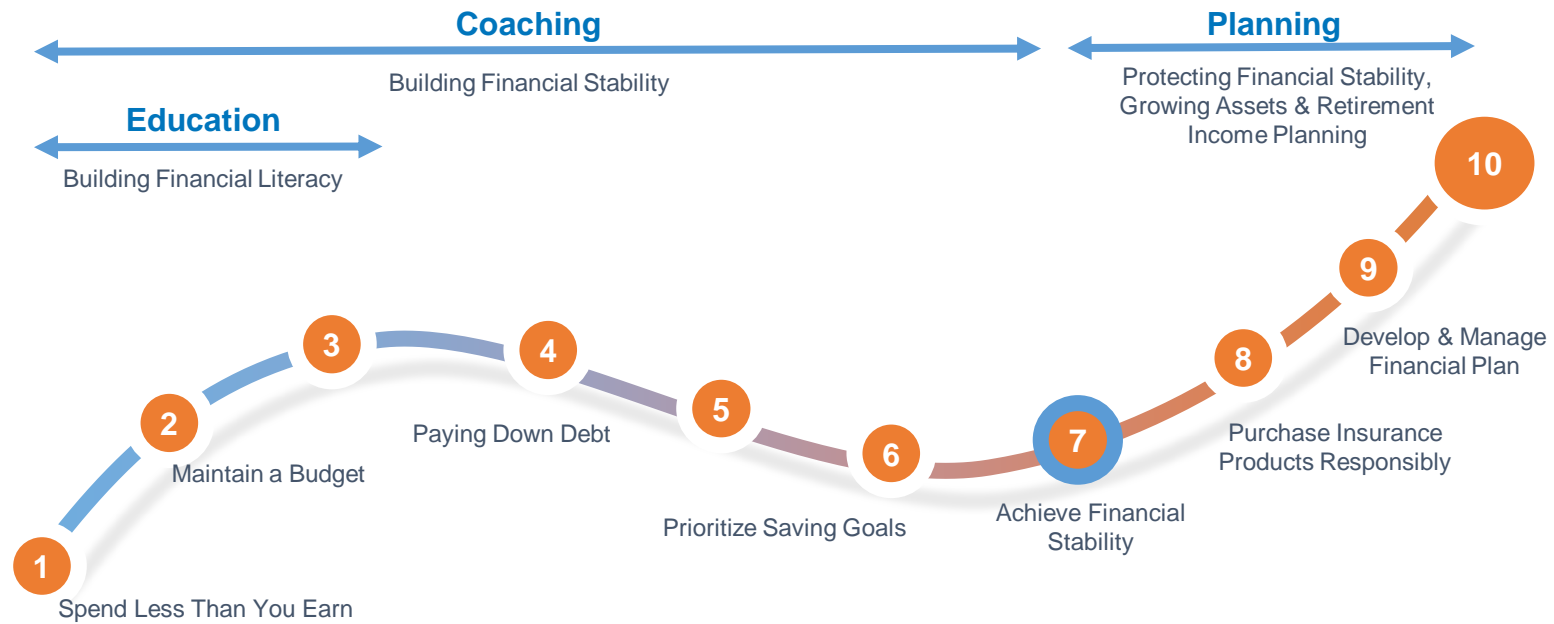 Coaching
Building Financial Stability
Planning
Protecting Financial Stability,
Growing Assets & Retirement
Income Planning
Education
Building Financial Literacy
1
Spend Less Than You Earn
2
Maintain a Budget
3
4
Paying Down Debt
5
6
Prioritize Saving Goals
7
Achieve Financial
Stability
8
Purchase Insurance
Products Responsibly
9
Develop & Manage
Financial Plan
10